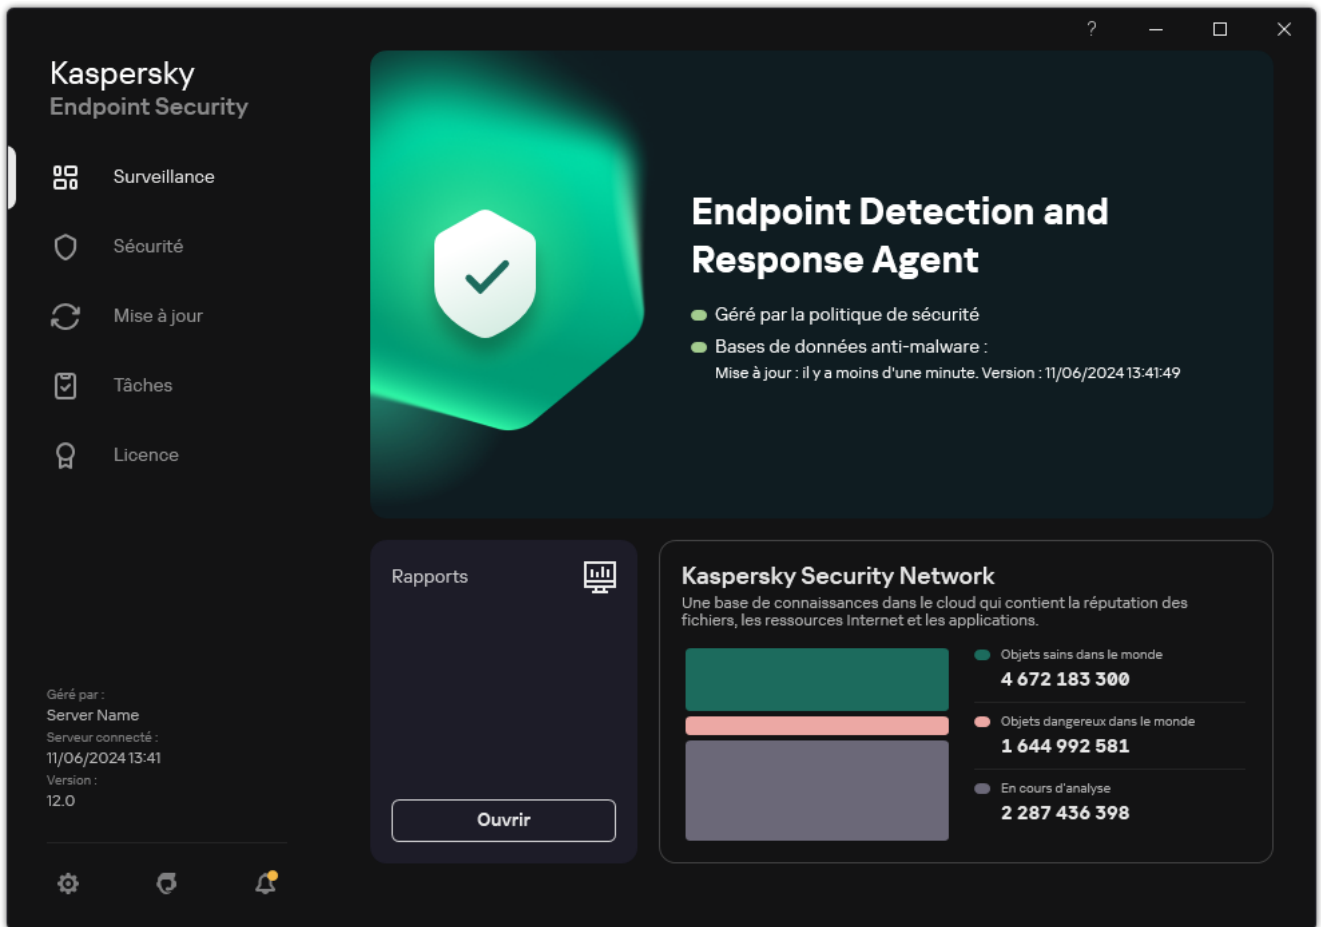 ?
Kaspersky
Endpoint Security
Surveillance
Sécurité
Mise à jour
Tâches
Licence
Géré par :
Server Name
Serveur connecté :
11/06/2024 13:41
Version :
12.0
Endpoint Detection and
Response Agent
Géré par la politique de sécurité
Bases de données anti-malware :
Mise à jour : il y a moins d'une minute. Version : 11/06/2024 13:41:49
Rapports
Ouvrir
Kaspersky Security Network
Une base de connaissances dans le cloud qui contient la réputation des
fichiers, les ressources Internet et les applications.
Objets sains dans le monde
4 672 183 300
Objets dangereux dans le monde
1 644 992 581
En cours d'analyse
2 287 436 398